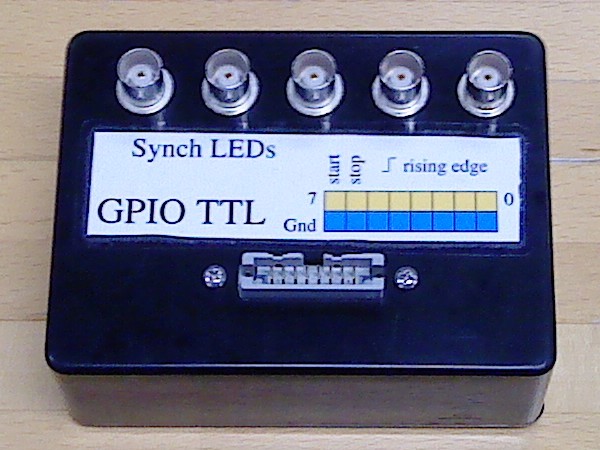 Synch LEDs
start
stop
rising edge
7
0
GPIO TTL
Gnd